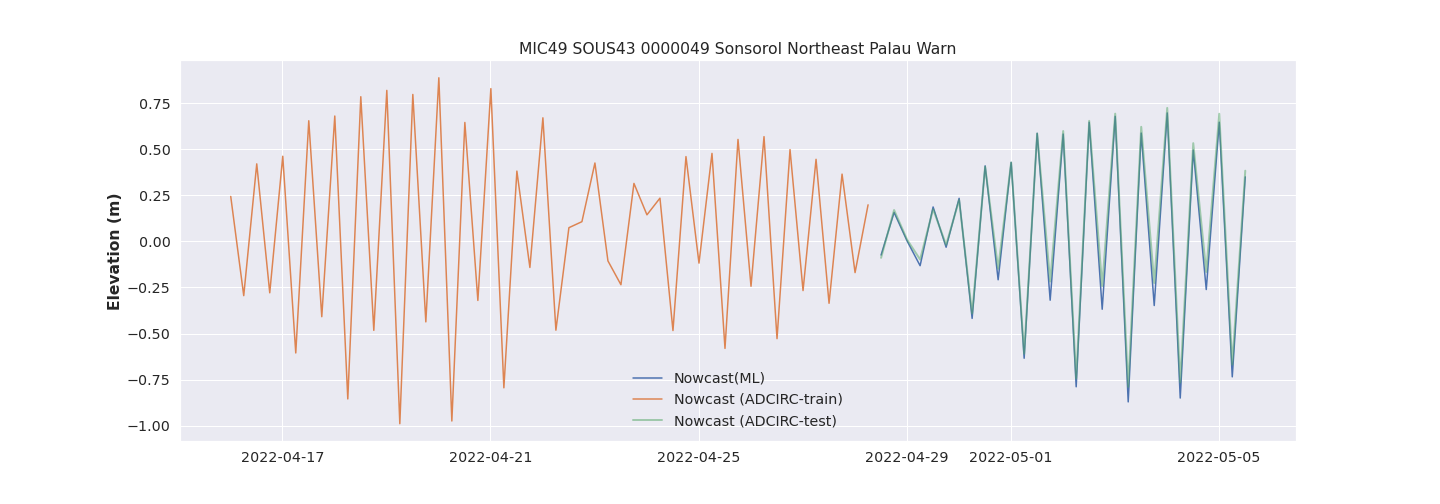 MIC49 SOUS43 0000049 Sonsorol Northeast Palau Warn
Elevation (m)
0.75
0.50
0.25
0.00
−0.25
−0.50
−0.75
−1.00
Nowcast(ML)
Nowcast (ADCIRC-train)
Nowcast (ADCIRC-test)
2022-04-17 2022-04-21 2022-04-25 2022-04-29 2022-05-01 2022-05-05